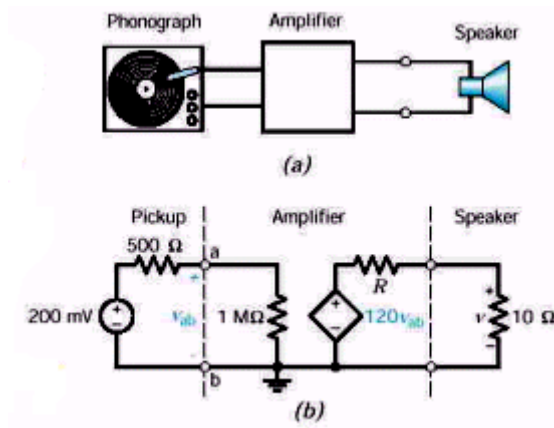 Phonograph Amplifier Speaker
(a)
Pickup Amplifier Speaker
500 Ω a
200 mV + − + vab - 1 MΩ + − 120vab R + v − 10 Ω
b
(b)